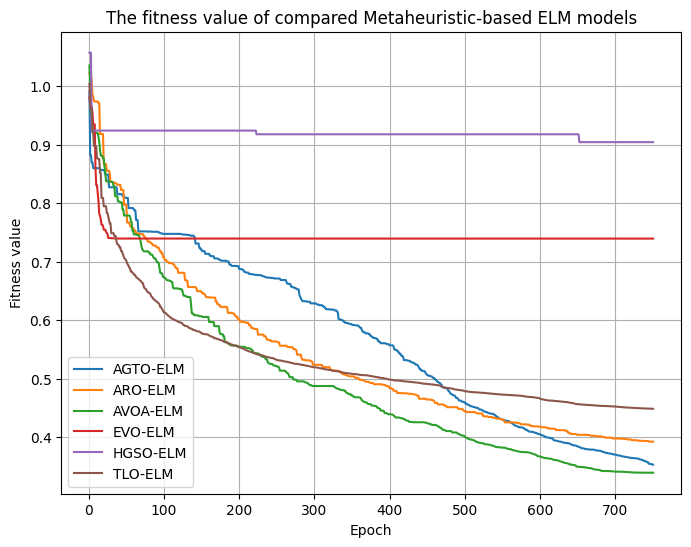 The fitness value of compared Metaheuristic-based ELM models
1.0
0.9
0.8
0.7
0.6
0.5
0.4
Fitness value
AGTO-ELM
ARO-ELM
AVOA-ELM
EVO-ELM
HGSO-ELM
TLO-ELM
0 100 200 300 400 500 600 700
Epoch